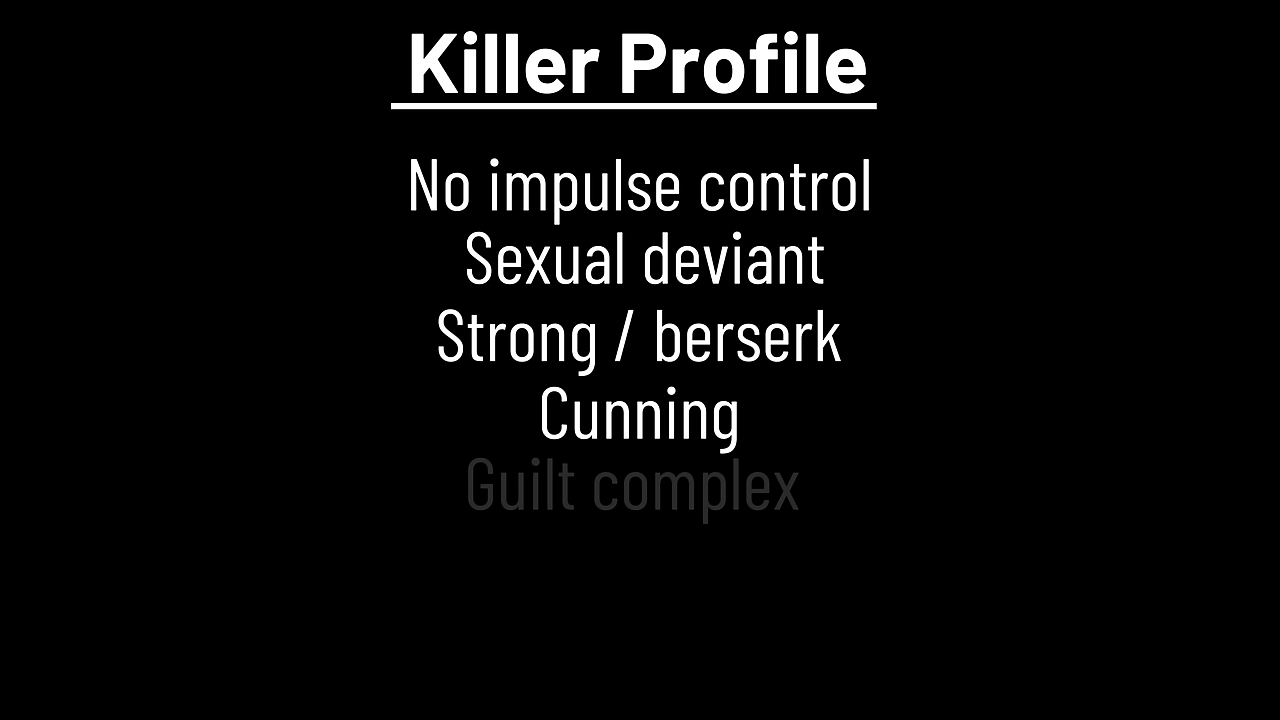 Killer Profile
No impulse control
Sexual deviant
Strong / berserk
Cunning
Guilt complex